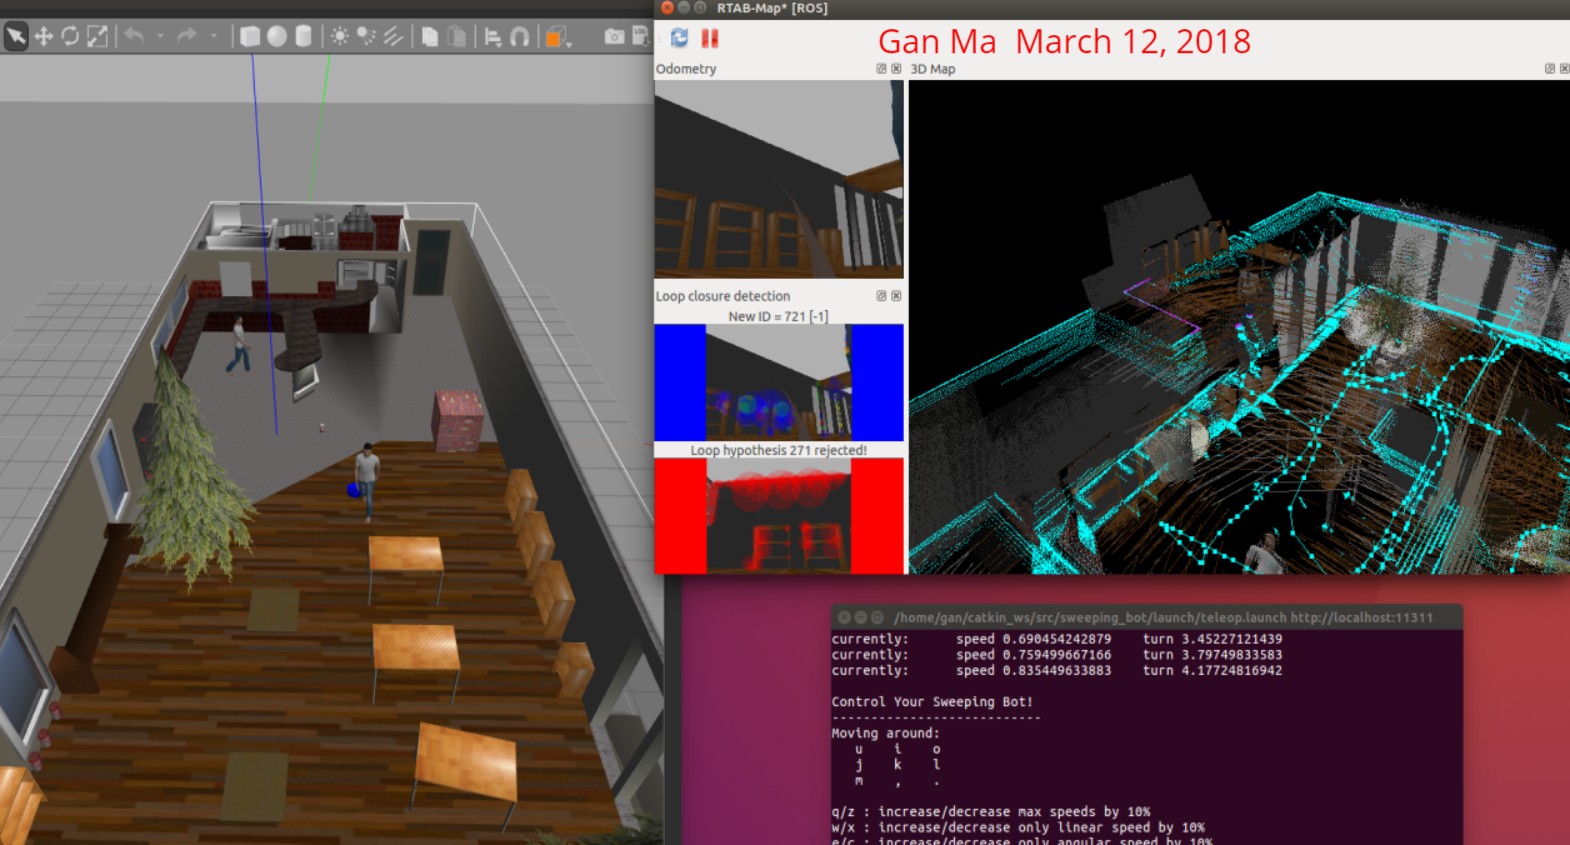 RTAB-Map* [ROS]
Gan Ma March 12, 2018
Odometry
3D Map
Loop closure detection
New ID = 721 [-1]
Loop hypothesis 271 rejected!
/home/gan/catkin_ws/src/sweeping_bot/launch/teleop.launch http://localhost:11311
currently: speed 0.690454242879 turn 3.45227121439
currently: speed 0.759499667166 turn 3.79749833583
currently: speed 0.835449633883 turn 4.17724816942
Control Your Sweeping Bot!
---------------------------
Moving around:
u i o
j k l
m , .
q/z : increase/decrease max speeds by 10%
w/x : increase/decrease only linear speed by 10%
e/c : increase/decrease only angular speed by 10%